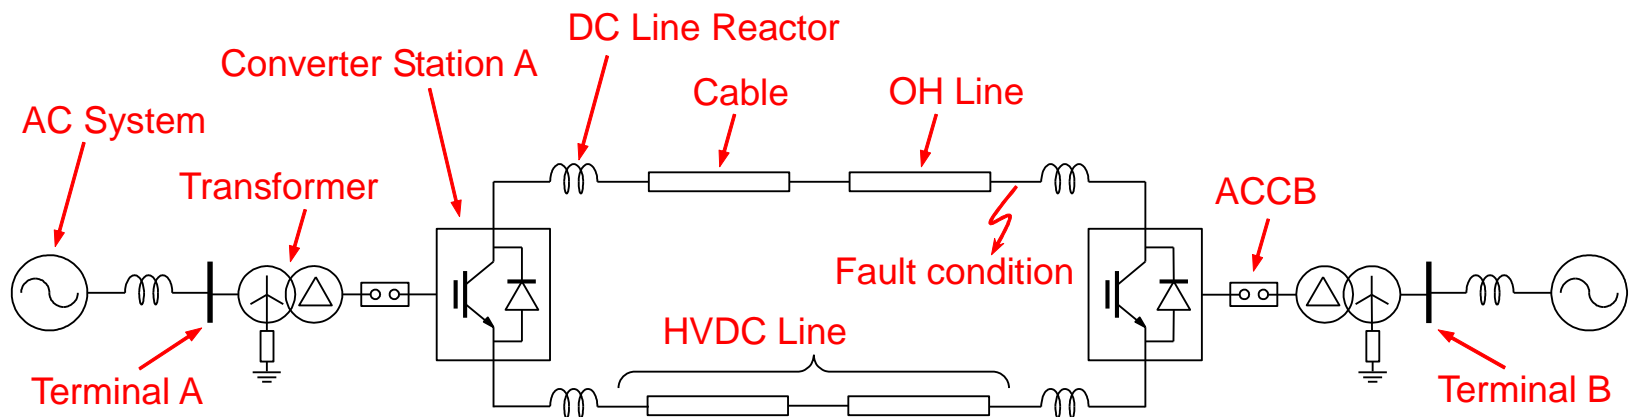 DC Line Reactor
Converter Station A
Cable
OH Line
AC System
Transformer
ACCB
Fault condition
HVDC Line
Terminal A
Terminal B